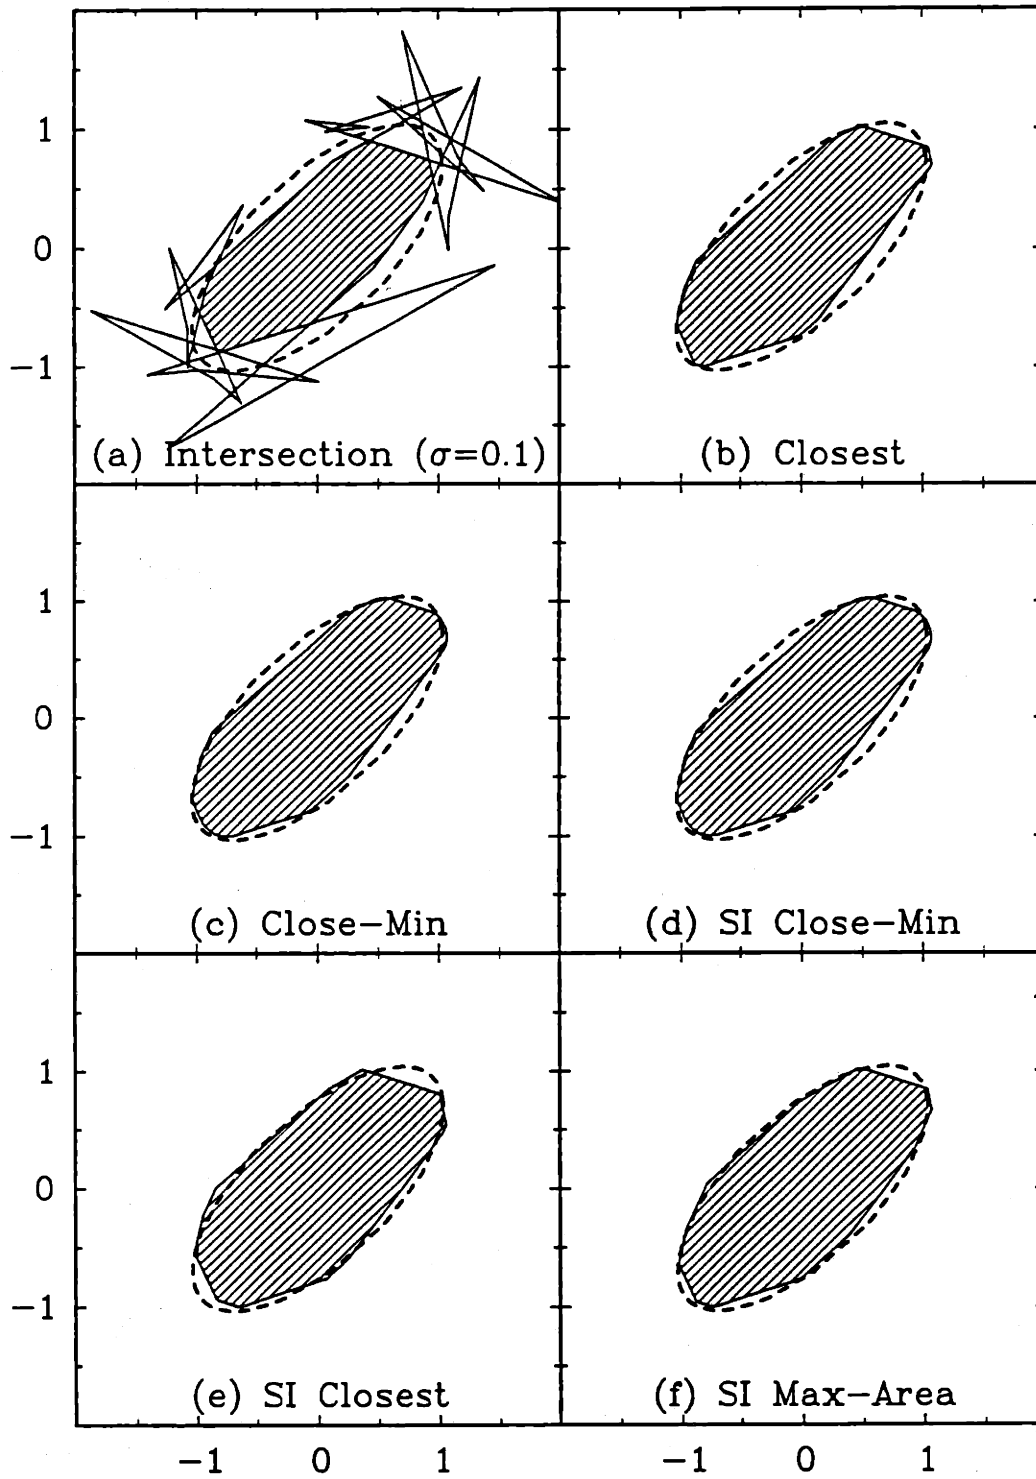 1
0
−1
(a) Intersection (σ=0.1)
(b) Closest
1
0
−1
(c) Close−Min
(d) SI Close−Min
1
0
−1
(e) SI Closest
(f) SI Max−Area
−1 0 1
−1 0 1